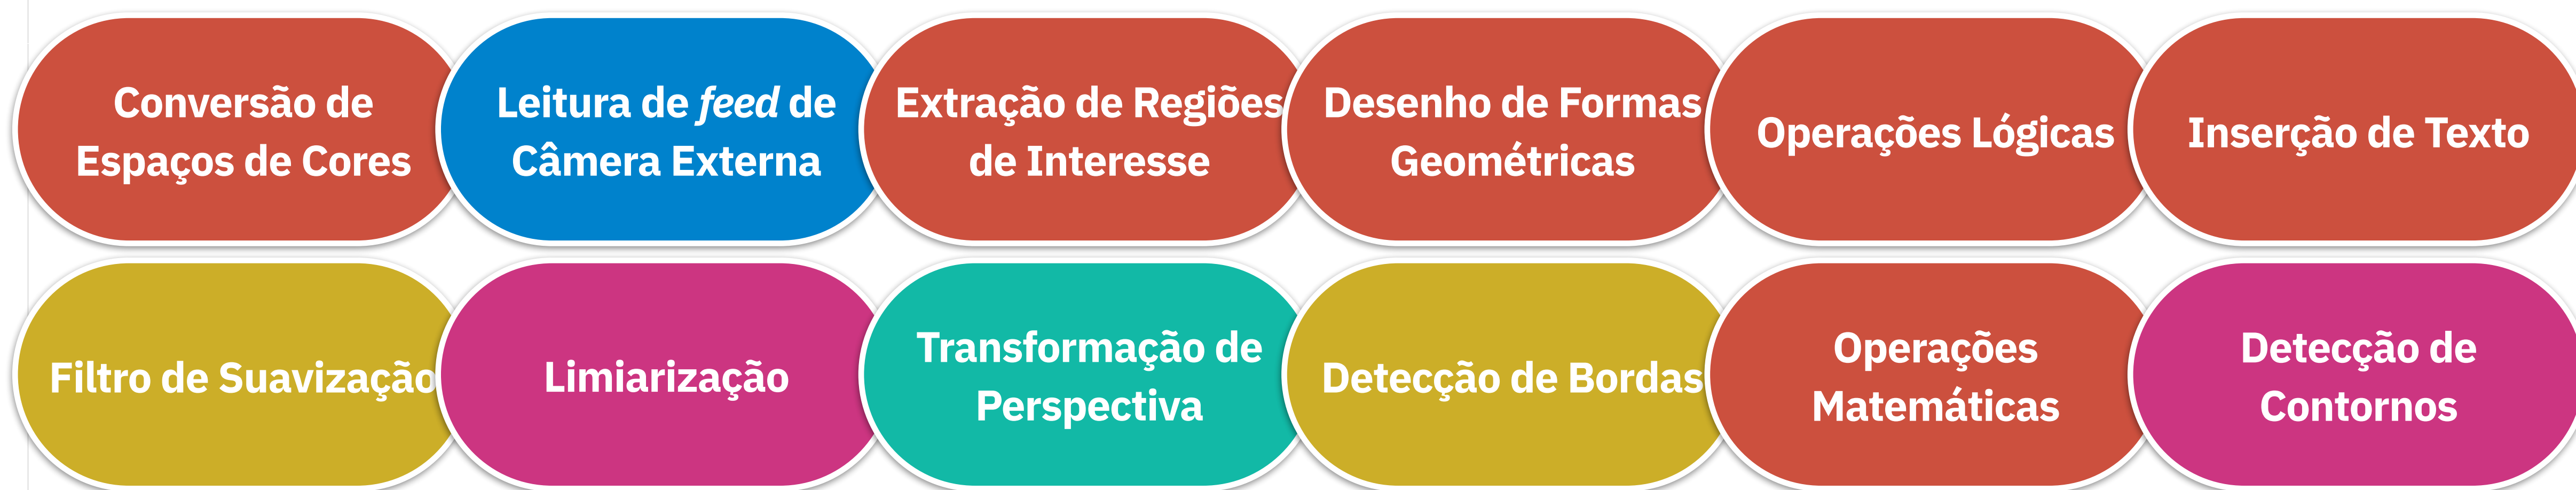 Conversão de
Espaços de Cores
Leitura de feed de
Câmera Externa
Extração de Regiões
de Interesse
Desenho de Formas
Geométricas
Operações Lógicas
Inserção de Texto
Filtro de Suavização
Limiarização
Transformação de
Perspectiva
Detecção de Bordas
Operações
Matemáticas
Detecção de
Contornos